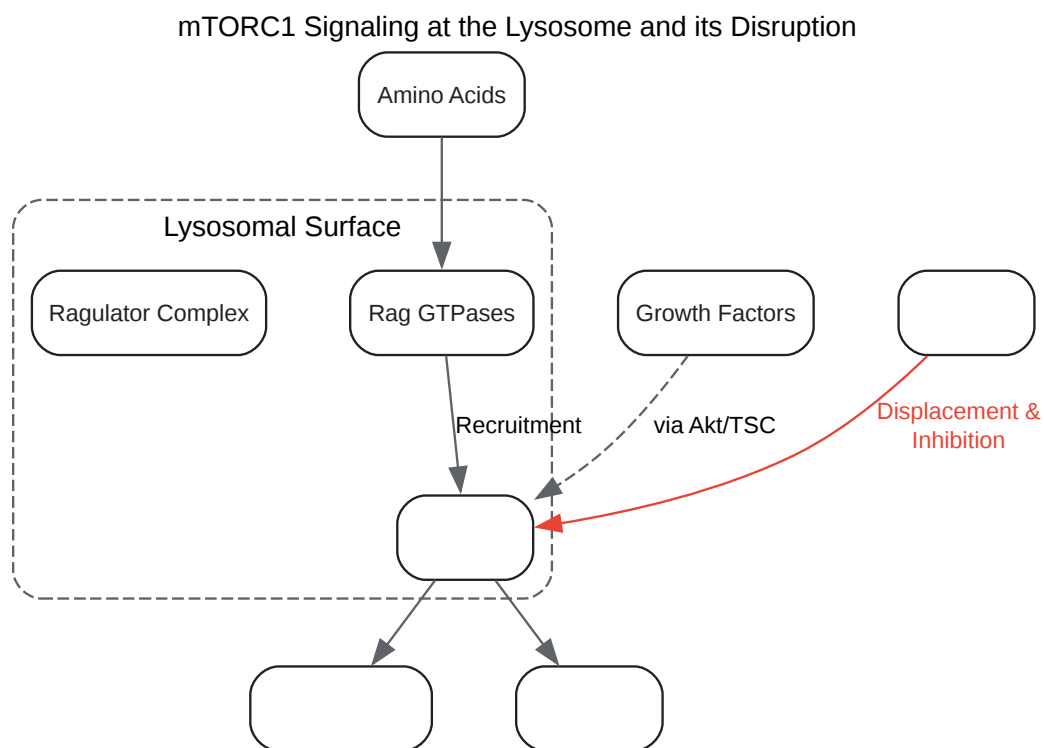 mTORC1 Signaling at the Lysosome and its Disruption
Amino Acids
Lysosomal Surface
Ragulator Complex
Rag GTPases
Growth Factors
Recruitment
via Akt/TSC
Displacement &
Inhibition